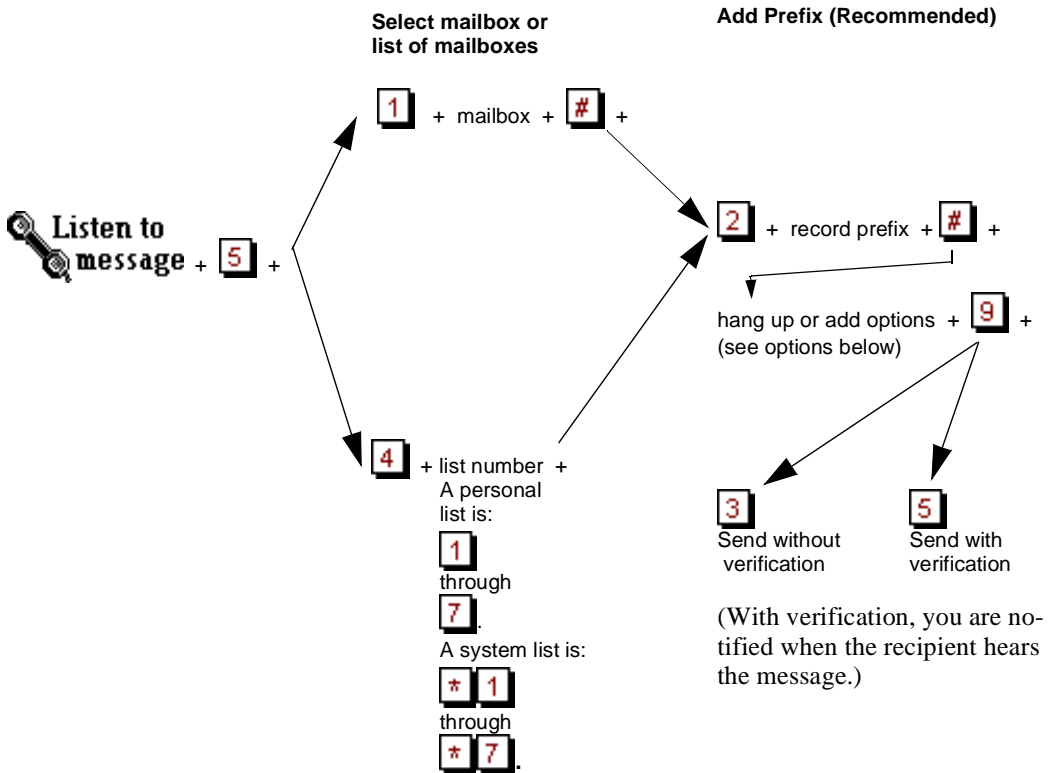 Select mailbox or
list of mailboxes
Add Prefix (Recommended)
1 + mailbox + # +
Listen to
message + 5 +
2 + record prefix + # +
hang up or add options + 9 +
(see options below)
4 + list number +
A personal
list is:
1
through
7.
A system list is:
* 1
through
* 7.
3
Send without
verification
5
Send with
verification
(With verification, you are no-
tified when the recipient hears
the message.)